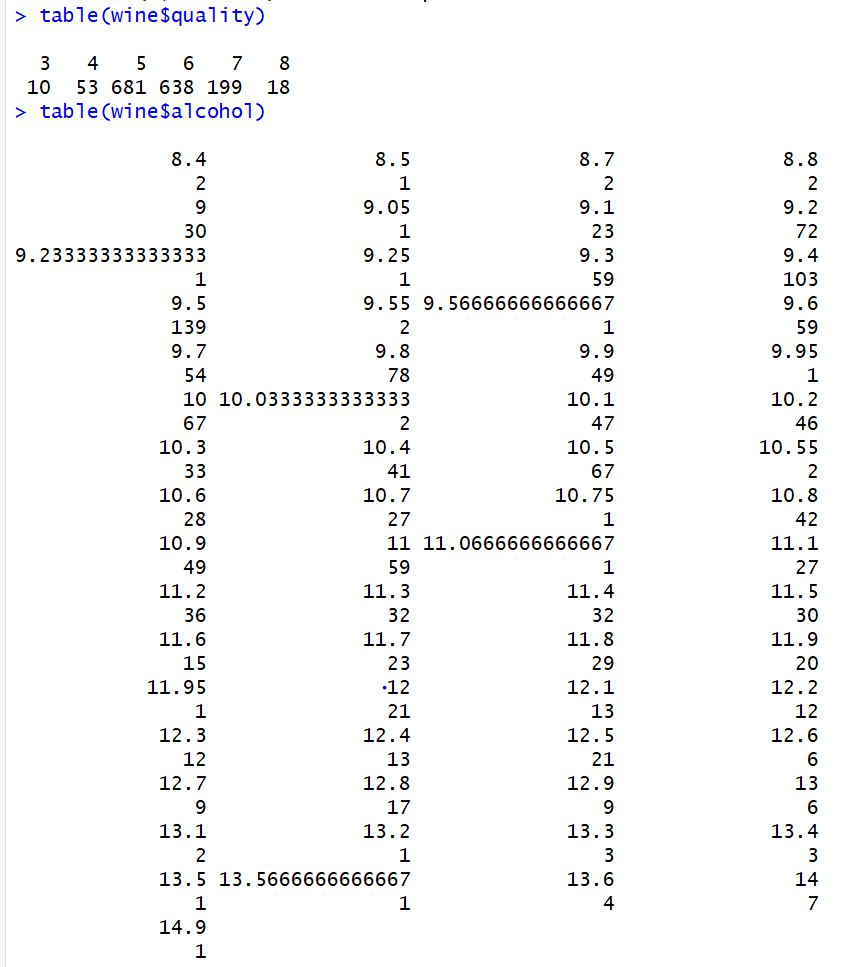 > table(wine$quality)
3 4 5 6 7 8
10 53 681 638 199 18
> table(wine$alcohol)
8.4 8.5 8.7 8.8
2 1 2 2
9 9.05 9.1 9.2
30 1 23 72
9.23333333333333 9.25 9.3 9.4
1 1 59 103
9.5 9.55 9.56666666666667 9.6
139 2 1 59
9.7 9.8 9.9 9.95
54 78 49 1
10 10.0333333333333 10.1 10.2
67 2 47 46
10.3 10.4 10.5 10.55
33 41 67 2
10.6 10.7 10.75 10.8
28 27 1 42
10.9 11 11.0666666666667 11.1
49 59 1 27
11.2 11.3 11.4 11.5
36 32 32 30
11.6 11.7 11.8 11.9
15 23 29 20
11.95 12 12.1 12.2
1 21 13 12
12.3 12.4 12.5 12.6
12 13 21 6
12.7 12.8 12.9 13
9 17 9 6
13.1 13.2 13.3 13.4
2 1 3 3
13.5 13.5666666666667 13.6 14
1 1 4 7
14.9
1